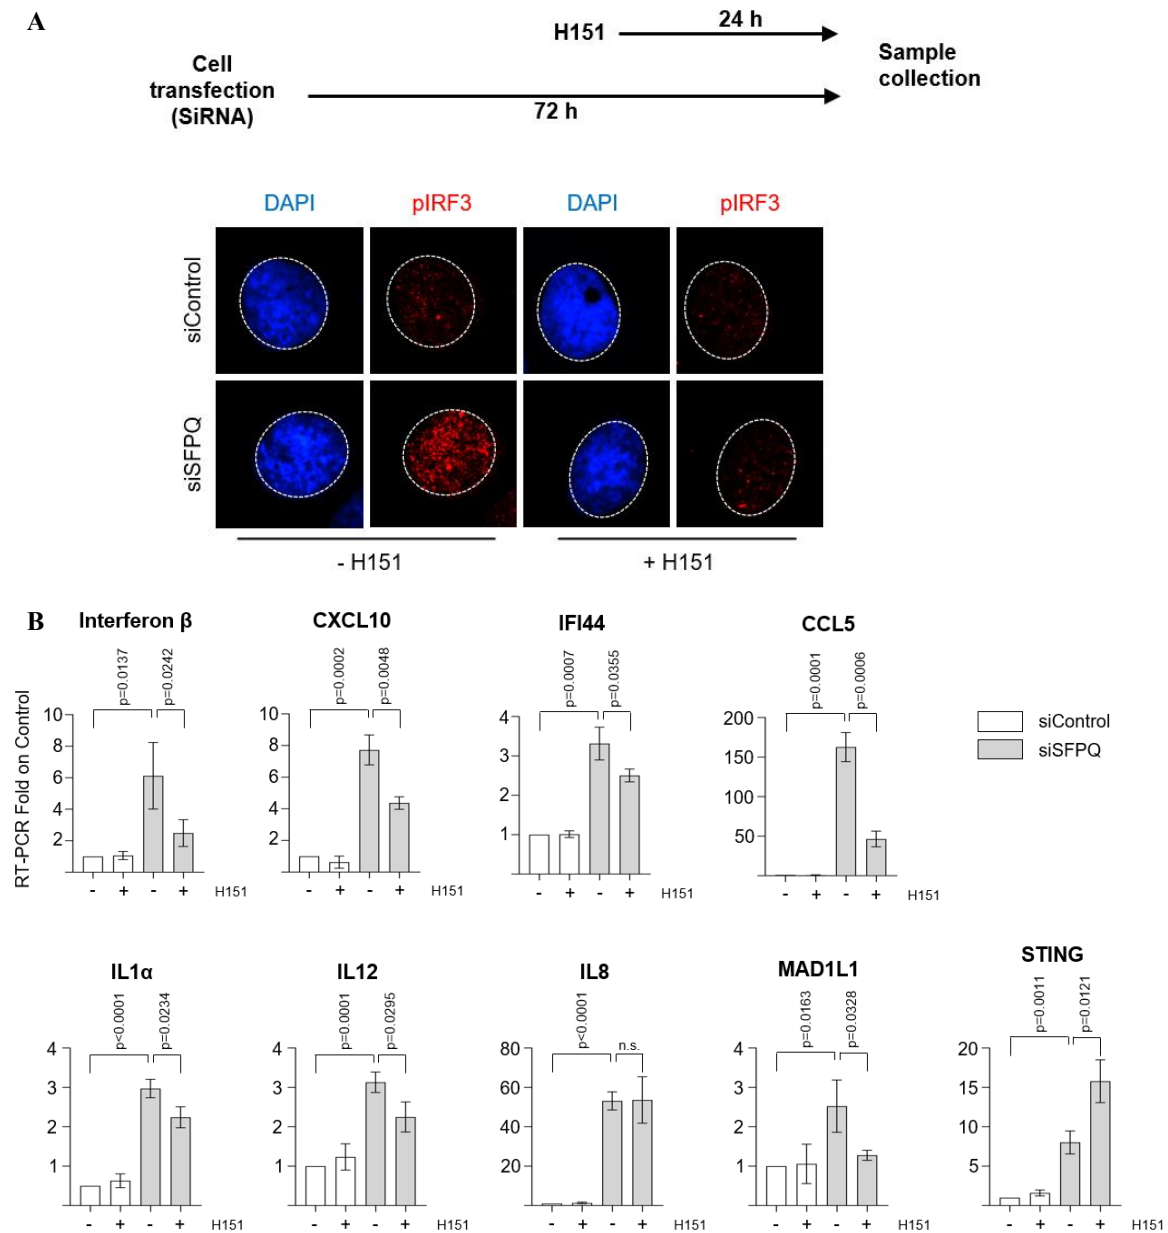 A
H151
24 h
Cell
transfection
(SiRNA)
72 h
Sample
collection
DAPI
pIRF3
DAPI
pIRF3
siControl
siSFPQ
- H151
+ H151
B
Interferon β
p=0.0137
p=0.0242
RT-PCR Fold on Control
10
8
6
4
2
- + - + H151
CXCL10
p=0.0002
p=0.0048
10
8
6
4
2
- + - + H151
IFI44
p=0.0007
p=0.0355
4
3
2
1
- + - + H151
CCL5
p=0.0001
p=0.0006
200
150
100
50
- + - + H151
siControl
siSFPQ
IL1α
p<0.0001
p=0.0234
4
3
2
1
- + - + H151
IL12
p=0.0001
p=0.0295
4
3
2
1
- + - + H151
IL8
p<0.0001
n.s.
80
60
40
20
- + - + H151
MAD1L1
p=0.0163
p=0.0328
4
3
2
1
- + - + H151
STING
p=0.0011
p=0.0121
20
15
10
5
- + - + H151